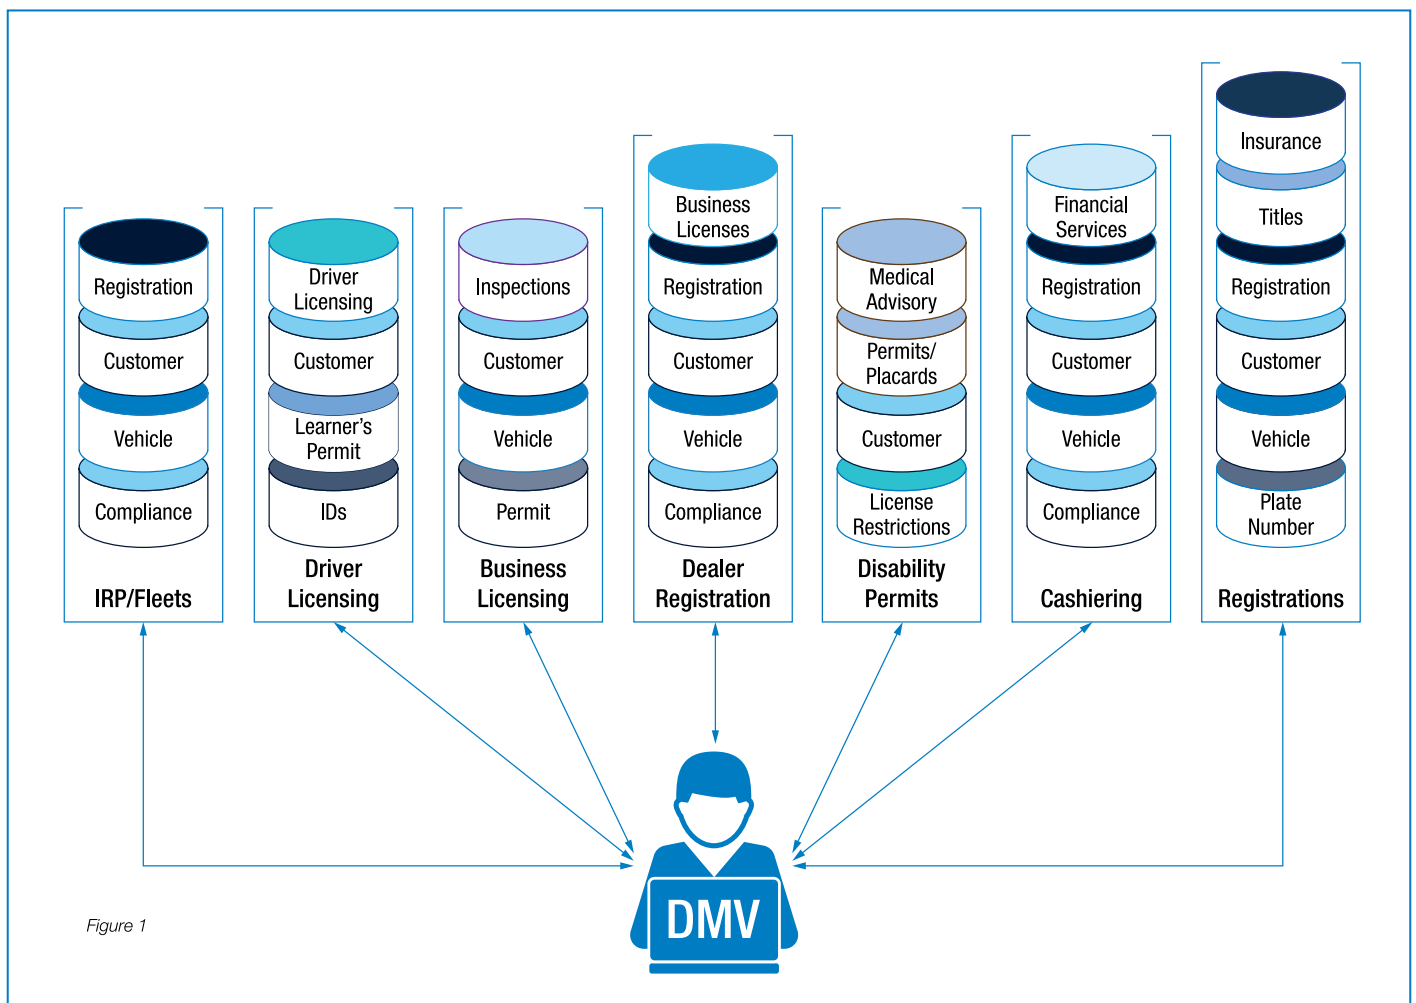 Registration
Customer
Vehicle
Compliance
IRP/Fleets
Driver
Licensing
Customer
Learner's
Permit
IDs
Driver
Licensing
Inspections
Customer
Vehicle
Permit
Business
Licensing
Business
Licenses
Registration
Customer
Vehicle
Compliance
Dealer
Registration
Medical
Advisory
Permits/
Placards
Customer
License
Restrictions
Disability
Permits
Financial
Services
Registration
Customer
Vehicle
Compliance
Cashiering
Insurance
Titles
Registration
Customer
Vehicle
Plate
Number
Registrations
DMV
Figure 1